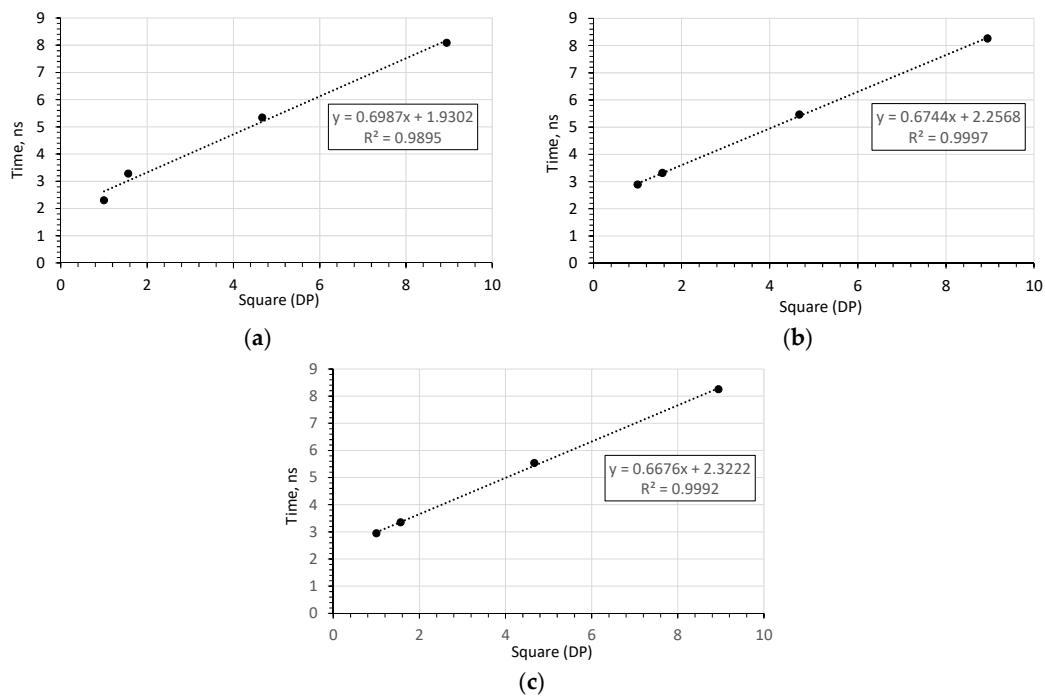 9
8
7
6
5
4
3
2
1
0
Time, ns
y = 0.6987x + 1.9302
R² = 0.9895
0 2 4 6 8 10
Square (DP)
(a)
9
8
7
6
5
4
3
2
1
0
Time, ns
y = 0.6744x + 2.2568
R² = 0.9997
0 2 4 6 8 10
Square (DP)
(b)
9
8
7
6
5
4
3
2
1
0
Time, ns
y = 0.6676x + 2.3222
R² = 0.9992
0 2 4 6 8 10
Square (DP)
(c)